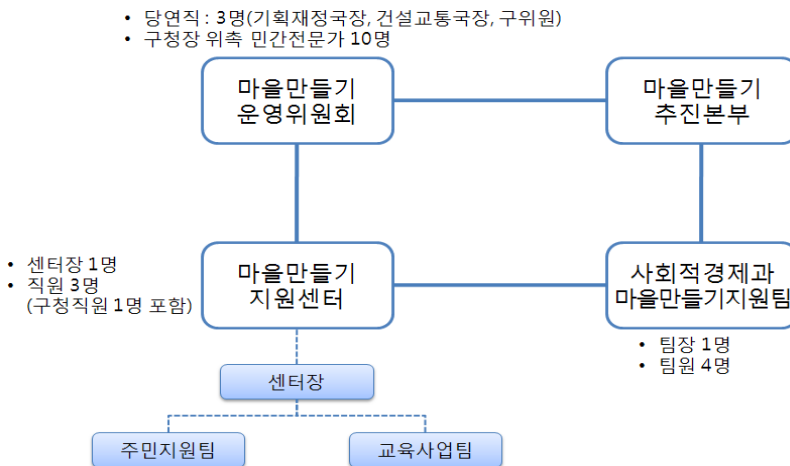 • 당연직 : 3명(기획재정국장, 건설교통국장, 구위원)
• 구청장 위촉 민간전문가 10명
마을만들기
운영위원회
마을만들기
추진본부
• 센터장 1명
• 직원 3명
(구청직원 1명 포함)
마을만들기
지원센터
사회적경제과
마을만들기지원팀
• 팀장 1명
• 팀원 4명
센터장
주민지원팀
교육사업팀